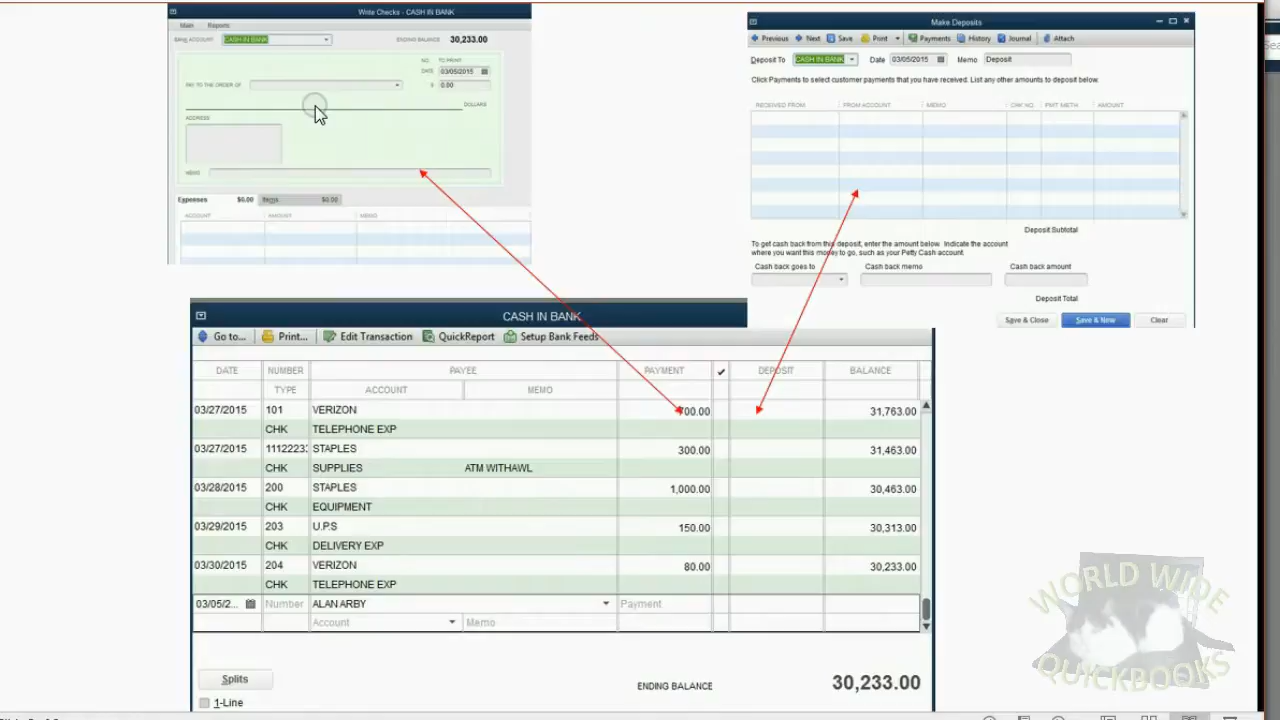 Write Checks - CASH IN BANK
Main Reports
BANK ACCOUNT CASH IN BANK ENDING BALANCE 30,233.00
NO. TO PRINT
DATE 03/05/2015
PAY TO THE ORDER OF $ 0.00
DOLLARS
ADDRESS
MEMO
Expenses $0.00 Items $0.00
ACCOUNT AMOUNT MEMO
Make Deposits
Previous Next Save Print Payments History Journal Attach
Deposit To CASH IN BANK Date 03/05/2015 Memo Deposit
Click Payments to select customer payments that you have received. List any other amounts to deposit below.
RECEIVED FROM FROM ACCOUNT MEMO CHK NO. PMT METH. AMOUNT
Deposit Subtotal
To get cash back from this deposit, enter the amount below. Indicate the account
where you want this money to go, such as your Petty Cash account.
Cash back goes to Cash back memo Cash back amount
Deposit Total
Save & Close Save & New Clear
CASH IN BANK
Go to... Print... Edit Transaction QuickReport Setup Bank Feeds
DATE NUMBER PAYEE PAYMENT ✓ DEPOSIT BALANCE
TYPE ACCOUNT MEMO
03/27/2015 101 VERIZON 700.00 31,763.00
CHK TELEPHONE EXP
03/27/2015 1112223 STAPLES 300.00 31,463.00
CHK SUPPLIES ATM WITHAWL
03/28/2015 200 STAPLES 1,000.00 30,463.00
CHK EQUIPMENT
03/29/2015 203 U.P.S 150.00 30,313.00
CHK DELIVERY EXP
03/30/2015 204 VERIZON 80.00 30,233.00
CHK TELEPHONE EXP
03/05/2... Number ALAN ARBY Payment
Account Memo
Splits
ENDING BALANCE 30,233.00
1-Line
WORLD WIDE
QUICKBOOKS